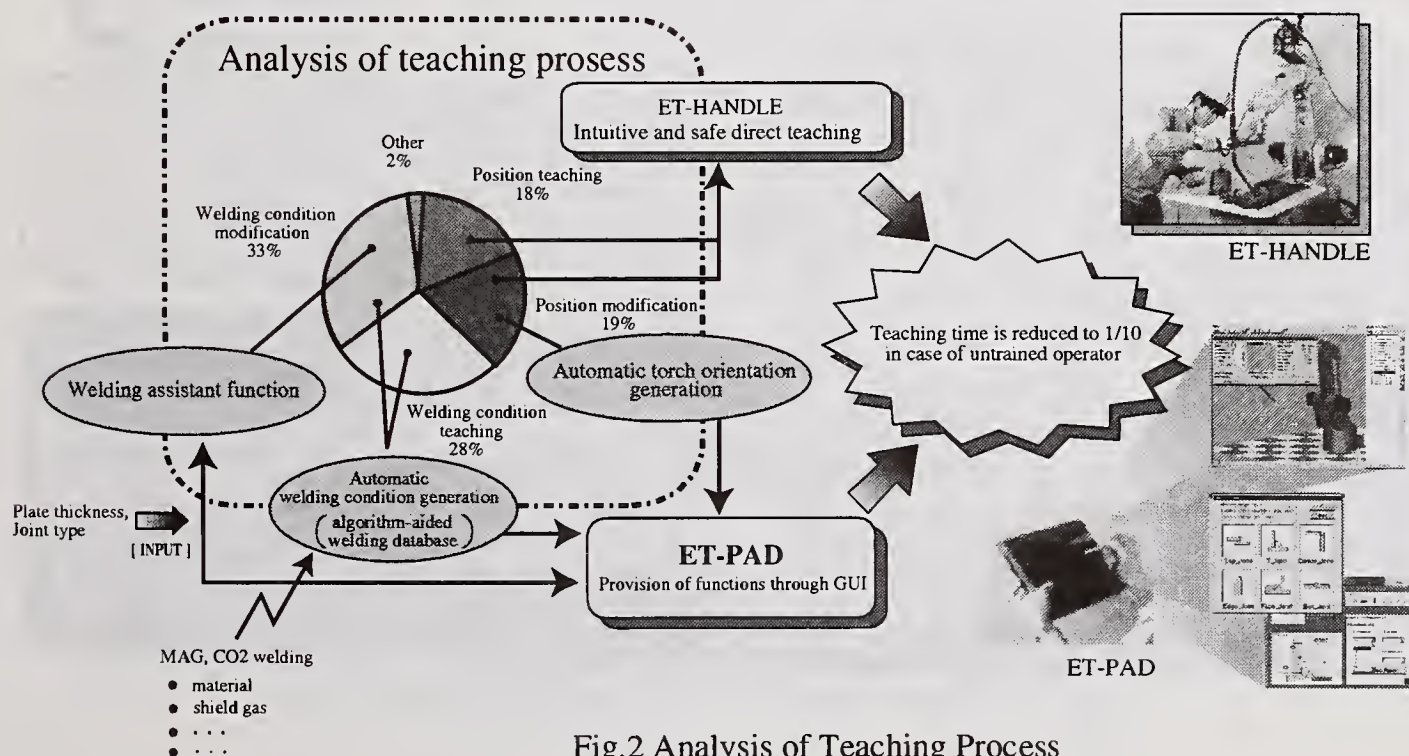 Analysis of teaching prosess
ET-HANDLE
Intuitive and safe direct teaching
Other
2%
Position teaching
18%
Welding condition
modification
33%
Position modification
19%
Welding assistant function
Automatic torch orientation
generation
Welding condition
teaching
28%
Automatic
welding condition generation
(algorithm-aided
welding database)
Plate thickness,
Joint type
[ INPUT ]
ET-PAD
Provision of functions through GUI
MAG, CO2 welding
● material
● shield gas
● . . .
● . . .
Teaching time is reduced to 1/10
in case of untrained operator
ET-HANDLE
ET-PAD
Fig.2 Analysis of Teaching Process